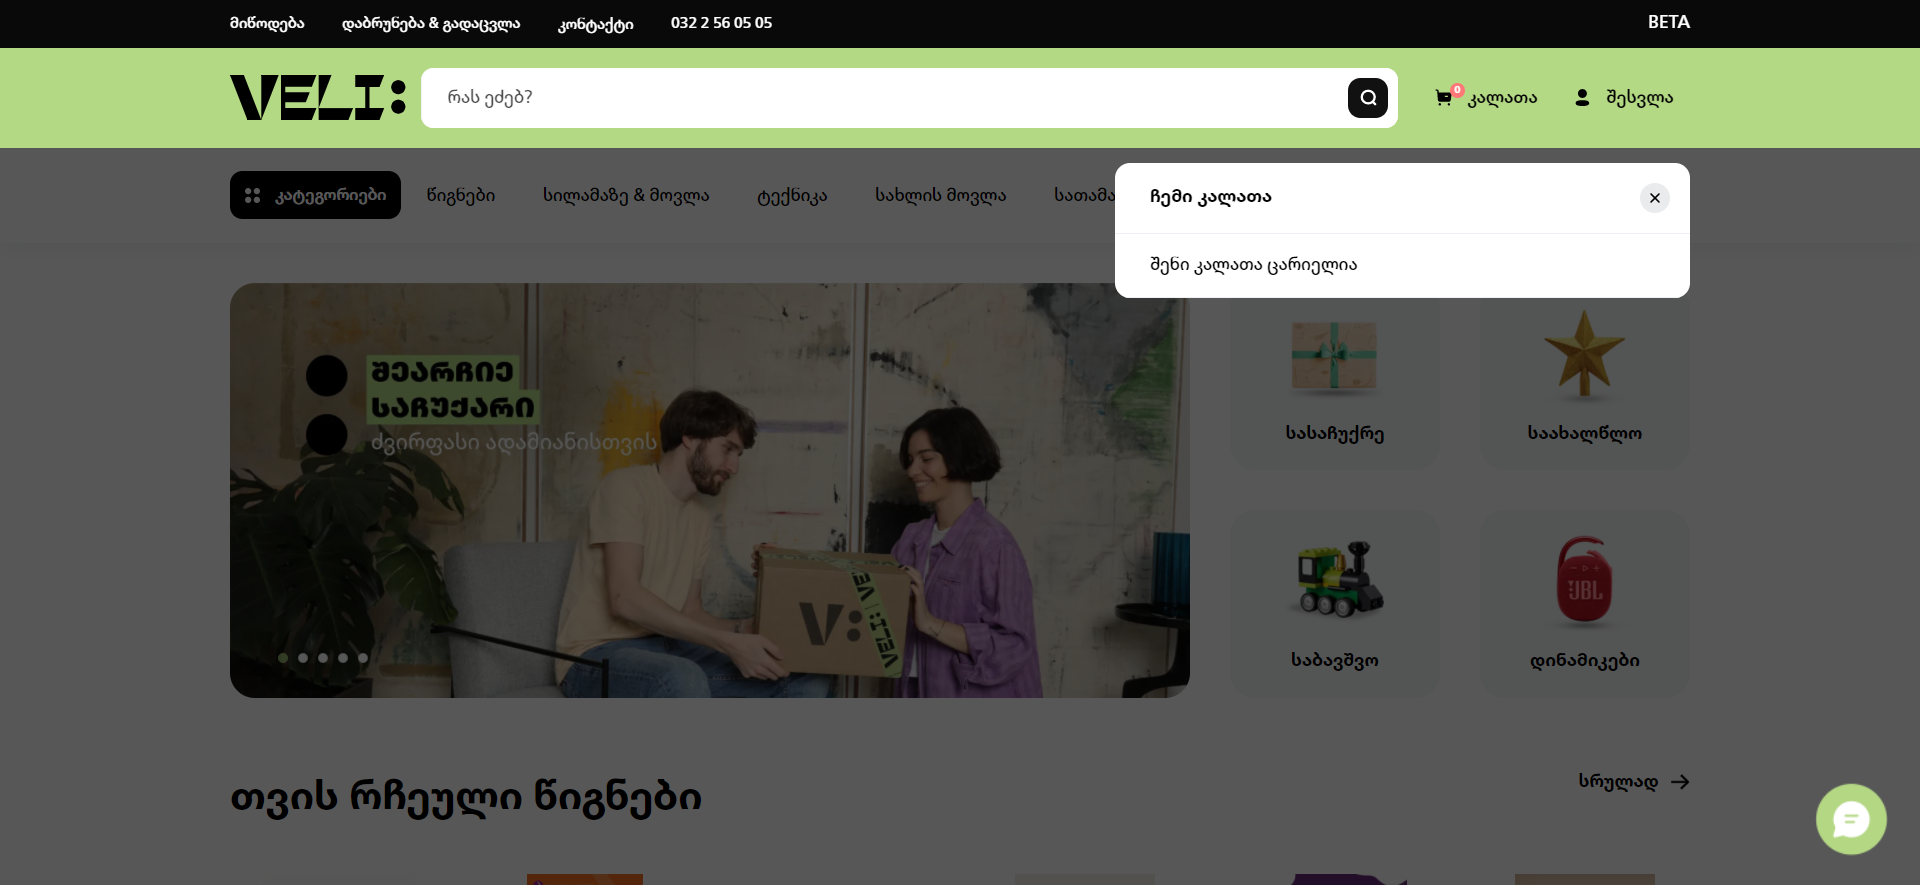 მიწოდება
დაბრუნება & გადაცვლა
კონტაქტი
032 2 56 05 05
BETA
VELI:
რას ეძებ?
0
კალათა
შესვლა
კატეგორიები
წიგნები
სილამაზე & მოვლა
ტექნიკა
სახლის მოვლა
სათამა
ჩემი კალათა
შენი კალათა ცარიელია
შეარჩიე
საჩუქარი
ძვირფასი ადამიანისთვის
V:
VELI:
სასაჩუქრე
საახალწლო
JBL
საბავშვო
დინამიკები
თვის რჩეული წიგნები
სრულად